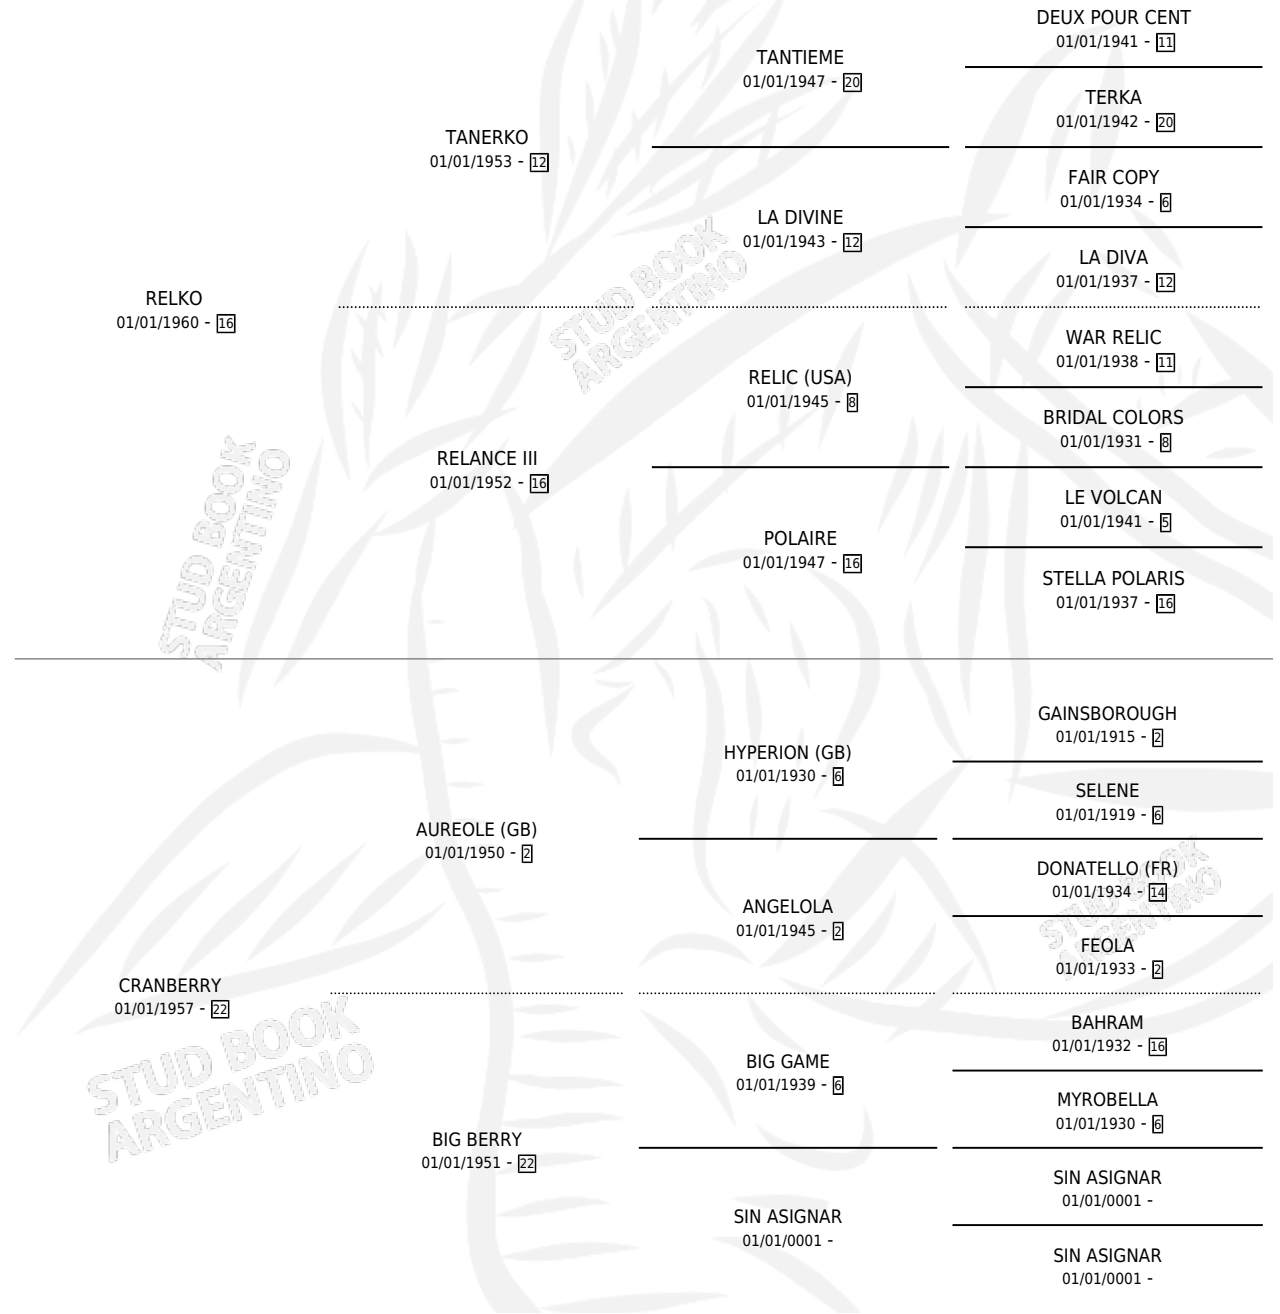 DEUX POUR CENT
01/01/1941 - 11
TANTIEME
01/01/1947 - 20
TERKA
01/01/1942 - 20
TANERKO
01/01/1953 - 12
FAIR COPY
01/01/1934 - 6
LA DIVINE
01/01/1943 - 12
LA DIVA
01/01/1937 - 12
RELKO
01/01/1960 - 16
WAR RELIC
01/01/1938 - 11
RELIC (USA)
01/01/1945 - 8
BRIDAL COLORS
01/01/1931 - 8
RELANCE III
01/01/1952 - 16
LE VOLCAN
01/01/1941 - 5
POLAIRE
01/01/1947 - 16
STELLA POLARIS
01/01/1937 - 16
GAINSBOROUGH
01/01/1915 - 2
HYPERION (GB)
01/01/1930 - 6
SELENE
01/01/1919 - 6
AUREOLE (GB)
01/01/1950 - 2
DONATELLO (FR)
01/01/1934 - 14
ANGELOLA
01/01/1945 - 2
FEOLA
01/01/1933 - 2
CRANBERRY
01/01/1957 - 22
BAHRAM
01/01/1932 - 16
BIG GAME
01/01/1939 - 6
MYROBELLA
01/01/1930 - 6
BIG BERRY
01/01/1951 - 22
SIN ASIGNAR
01/01/0001 -
SIN ASIGNAR
01/01/0001 -
SIN ASIGNAR
01/01/0001 -
STUD BOOK
ARGENTINO
STUD BOOK
ARGENTINO
STUD BOOK
ARGENTINO
STUD BOOK
ARGENTINO